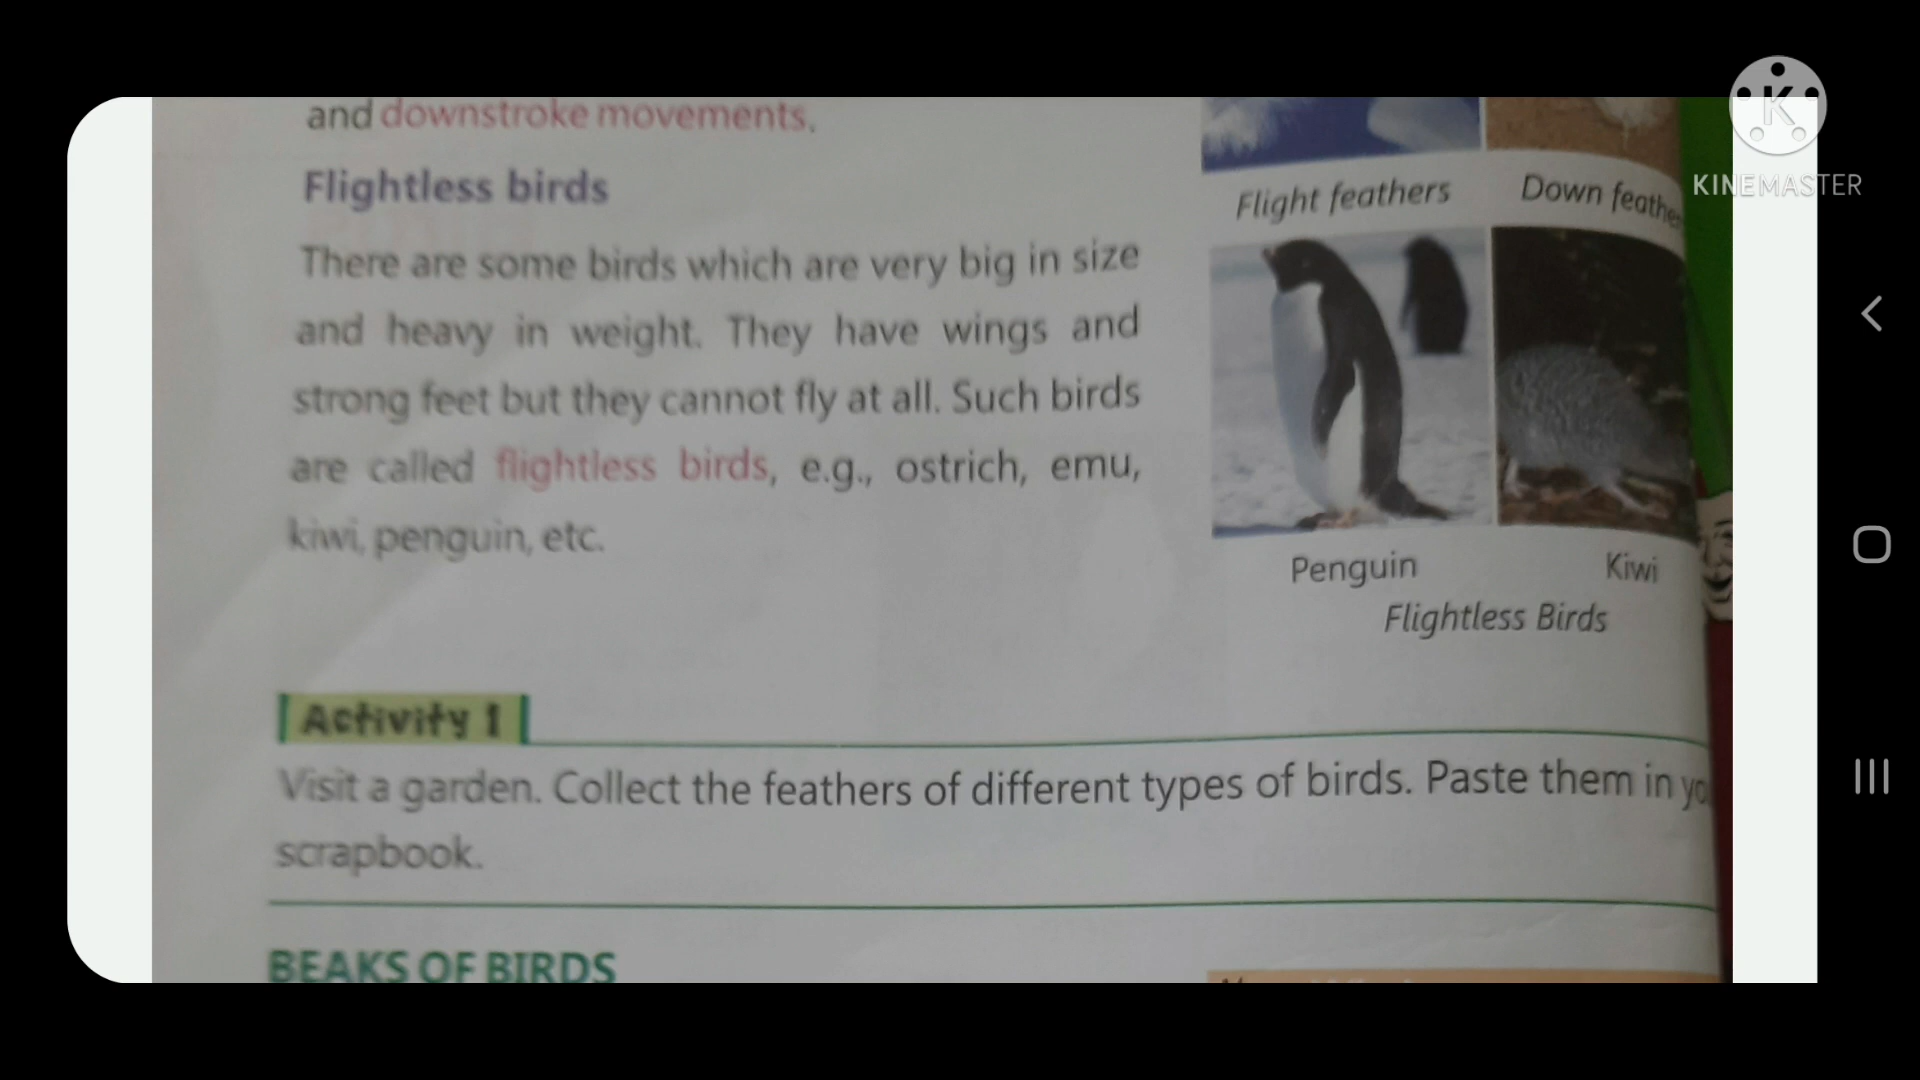 and downstroke movements.
Flightless birds
There are some birds which are very big in size
and heavy in weight. They have wings and
strong feet but they cannot fly at all. Such birds
are called flightless birds, e.g., ostrich, emu,
kiwi, penguin, etc.
Flight feathers
Down feathe
Penguin
Kiwi
Flightless Birds
Activity 1
Visit a garden. Collect the feathers of different types of birds. Paste them in yo
scrapbook.
BEAKS OF BIRDS
K
KINEMASTER